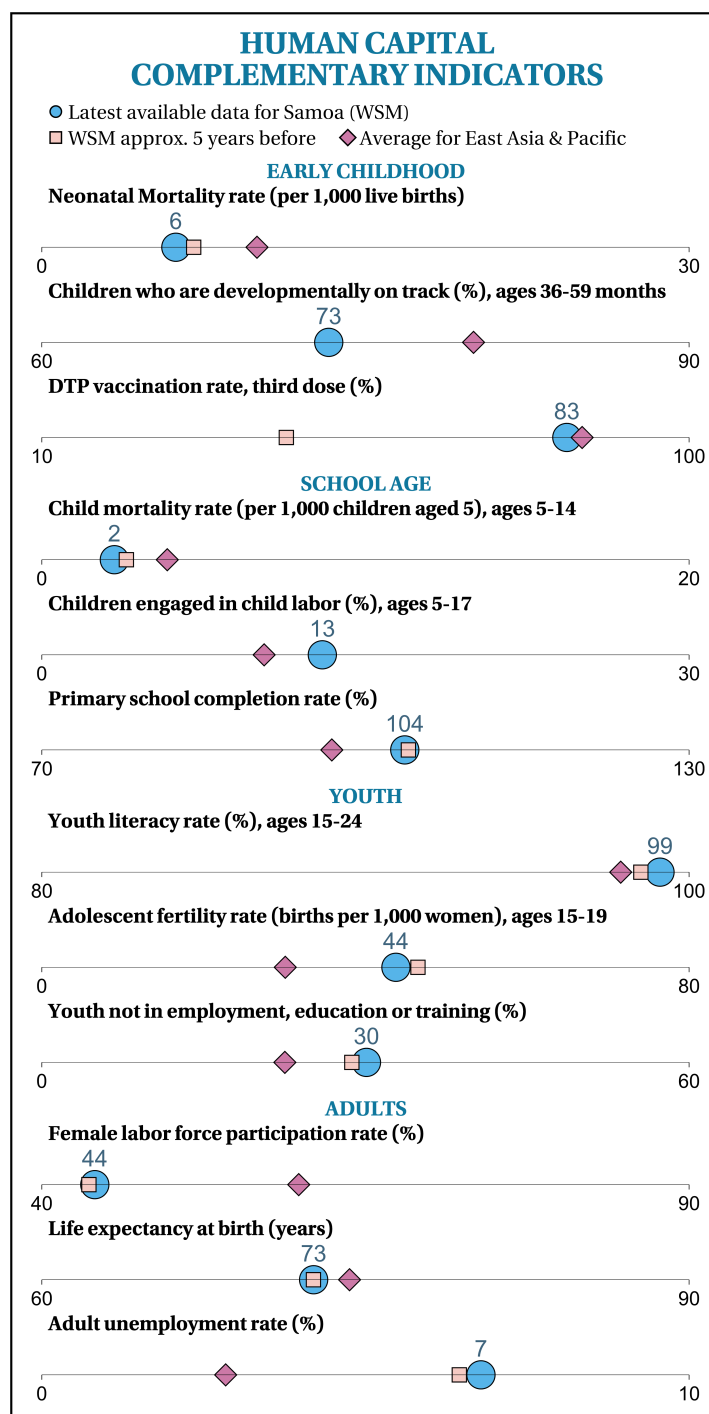 HUMAN CAPITAL
COMPLEMENTARY INDICATORS
Latest available data for Samoa (WSM)
WSM approx. 5 years before Average for East Asia & Pacific
EARLY CHILDHOOD
Neonatal Mortality rate (per 1,000 live births)
6
0 30
Children who are developmentally on track (%), ages 36-59 months
73
60 90
DTP vaccination rate, third dose (%)
83
10 100
SCHOOL AGE
Child mortality rate (per 1,000 children aged 5), ages 5-14
2
0 20
Children engaged in child labor (%), ages 5-17
13
0 30
Primary school completion rate (%)
104
70 130
YOUTH
Youth literacy rate (%), ages 15-24
99
80 100
Adolescent fertility rate (births per 1,000 women), ages 15-19
44
0 80
Youth not in employment, education or training (%)
30
0 60
ADULTS
Female labor force participation rate (%)
44
40 90
Life expectancy at birth (years)
73
60 90
Adult unemployment rate (%)
7
0 10